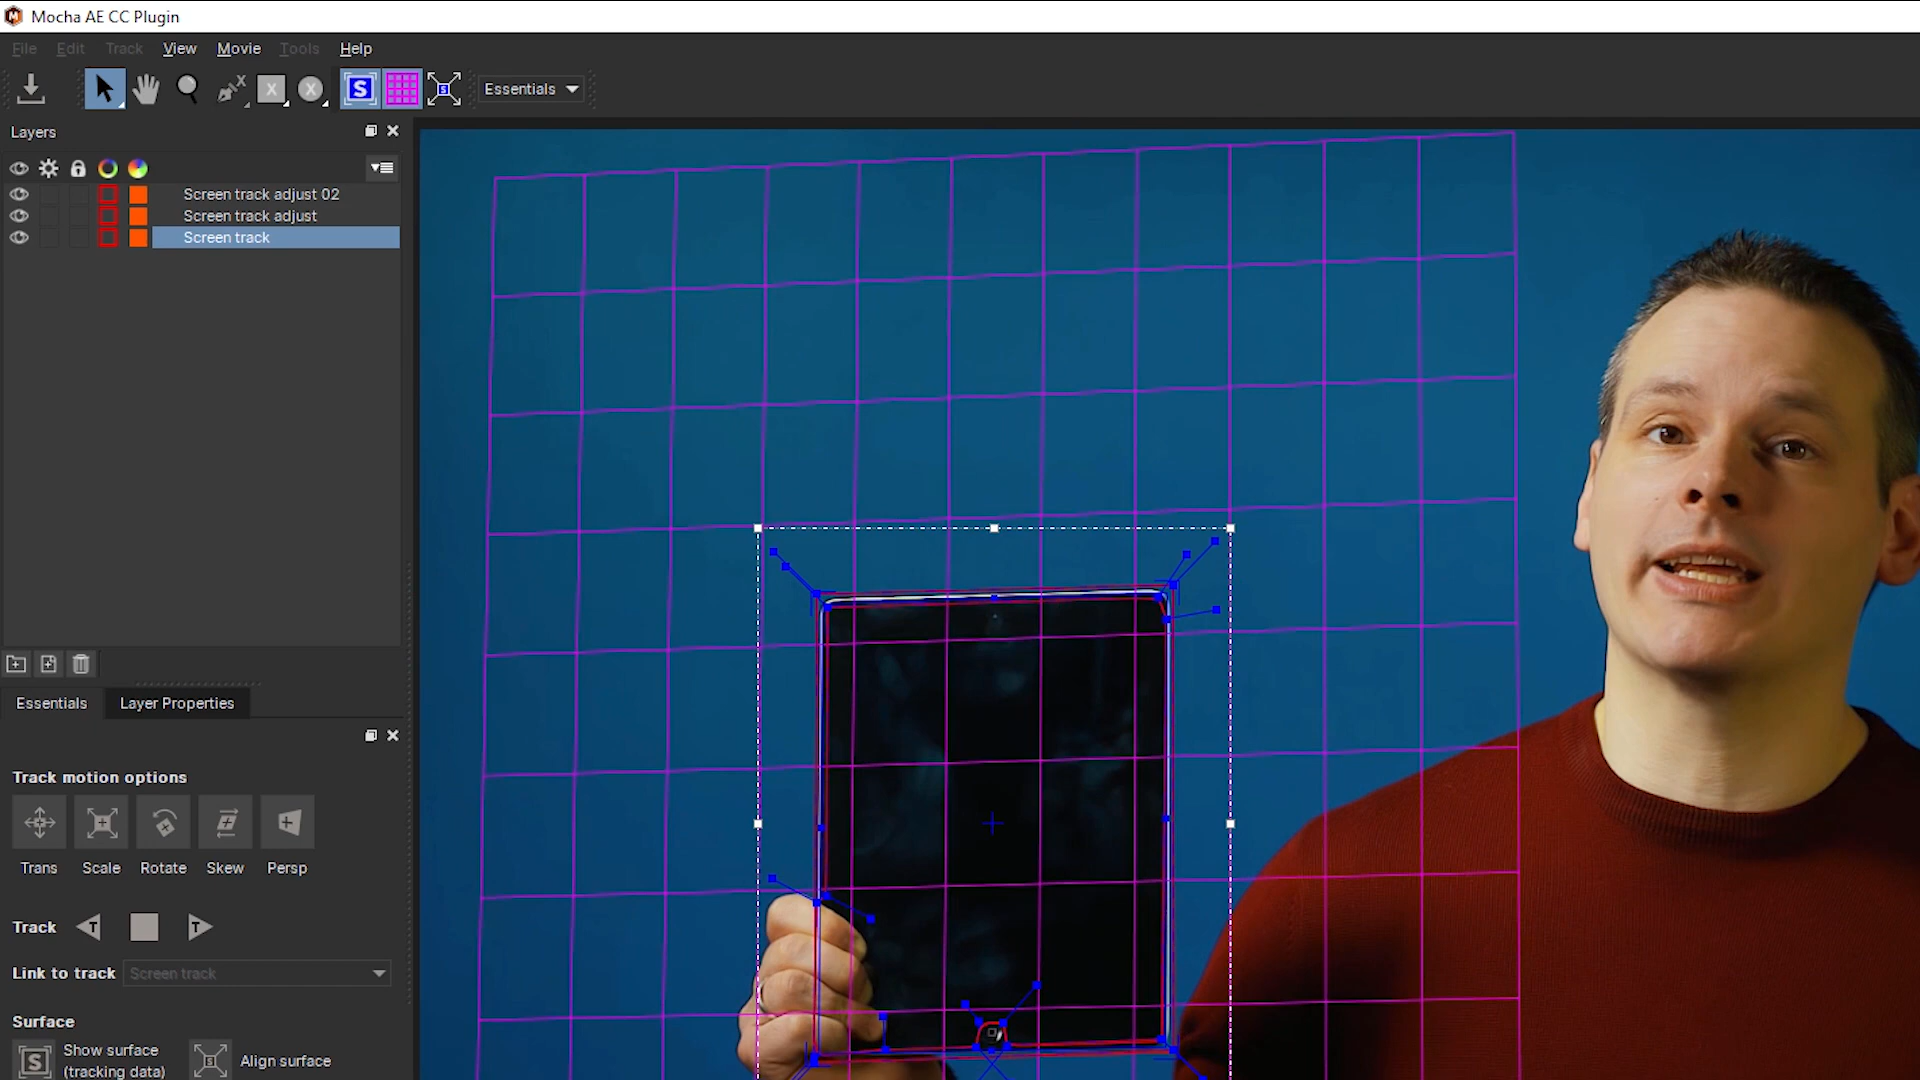 Mocha AE CC Plugin
File Edit Track View Movie Tools Help
Essentials
Layers
Screen track adjust 02
Screen track adjust
Screen track
Essentials Layer Properties
Track motion options
Trans Scale Rotate Skew Persp
Track
Link to track Screen track
Surface
Show surface
(tracking data)
Align surface